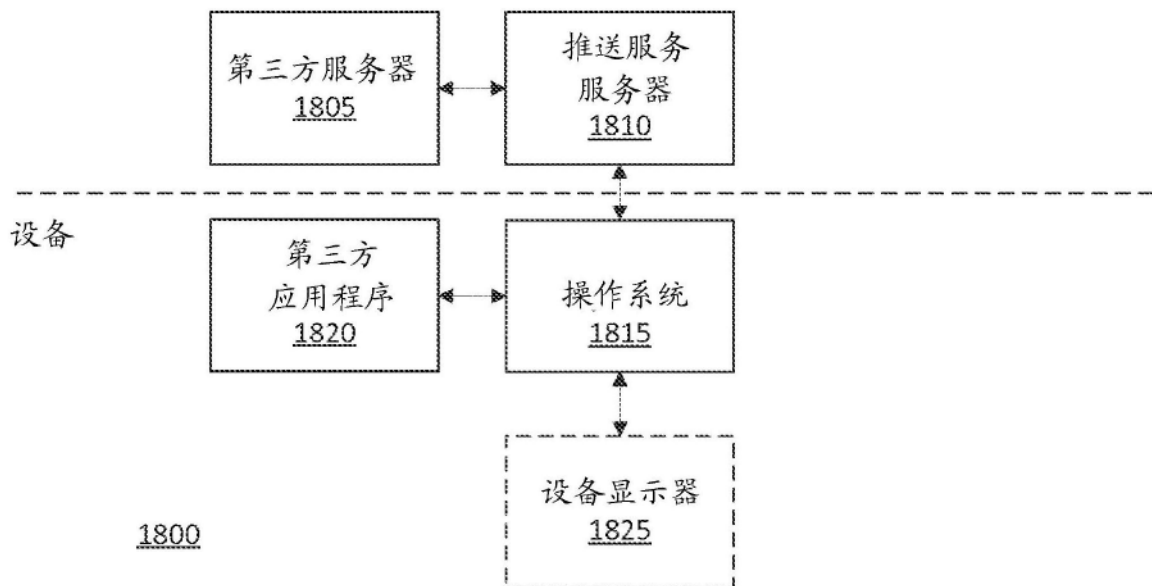 第三方服务器
1805
推送服务
服务器
1810
设备
第三方
应用程序
1820
操作系统
1815
设备显示器
1825
1800